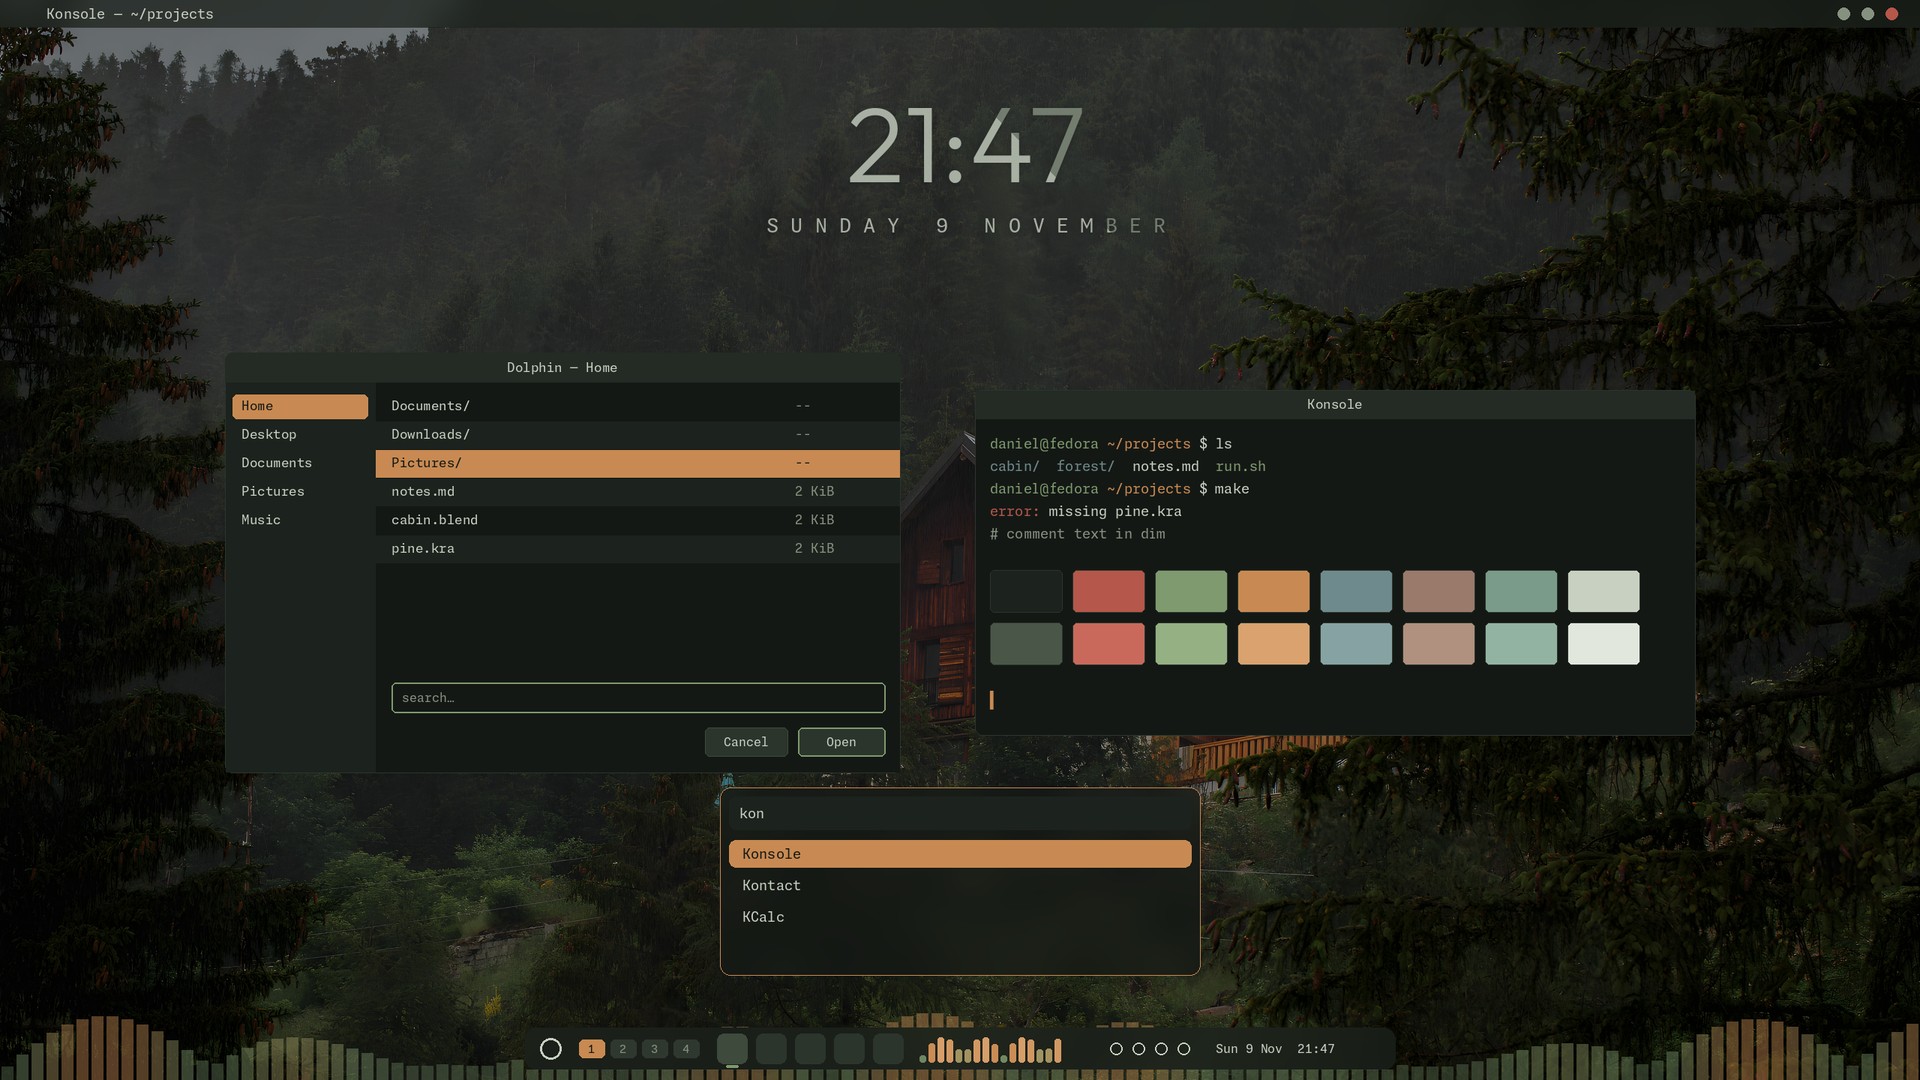 Konsole — ~/projects
21:47
SUNDAY 9 NOVEMBER
Dolphin — Home
Home
Desktop
Documents
Pictures
Music
Documents/ --
Downloads/ --
Pictures/ --
notes.md 2 KiB
cabin.blend 2 KiB
pine.kra 2 KiB
search…
Cancel Open
Konsole
daniel@fedora ~/projects $ ls
cabin/ forest/ notes.md run.sh
daniel@fedora ~/projects $ make
error: missing pine.kra
# comment text in dim
kon
Konsole
Kontact
KCalc
1 2 3 4 Sun 9 Nov 21:47